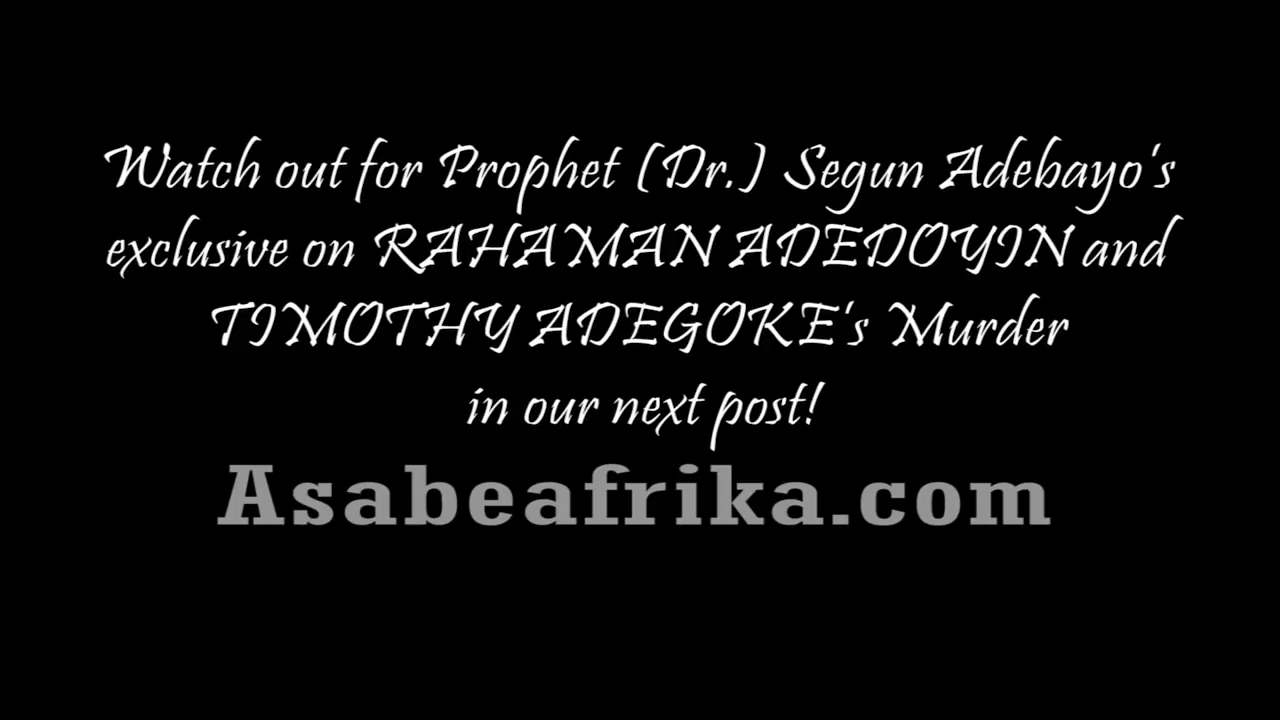 Watch out for Prophet (Dr.) Segun Adebayo's
exclusive on RAHAMAN ADEDOYIN and
TIMOTHY ADEGOKE's Murder
in our next post!
Asabeafrika.com